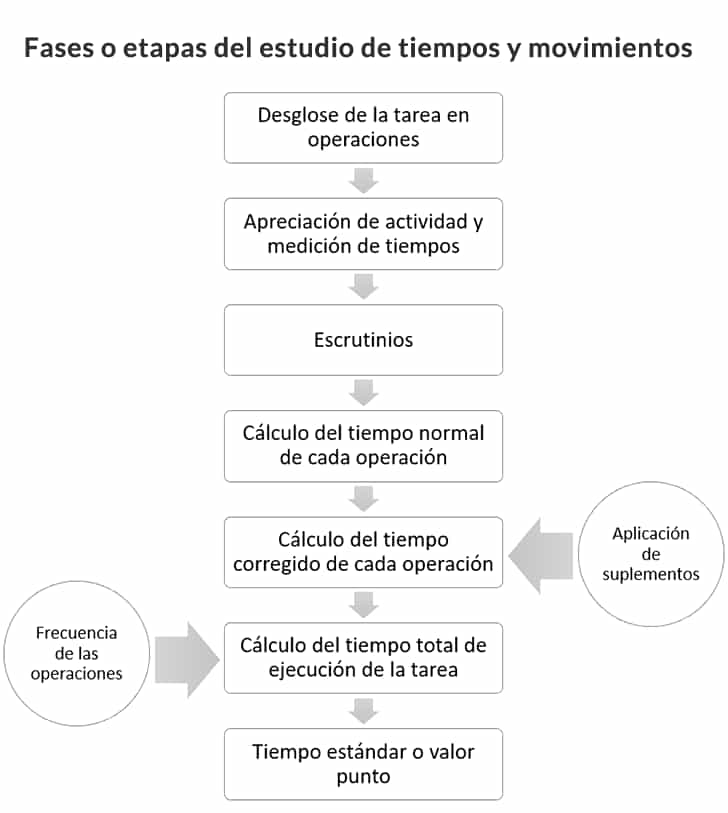 Fases o etapas del estudio de tiempos y movimientos
Desglose de la tarea en
operaciones
Apreciación de actividad y
medición de tiempos
Escrutinios
Cálculo del tiempo normal
de cada operación
Cálculo del tiempo
corregido de cada operación
Aplicación
de
suplementos
Frecuencia
de las
operaciones
Cálculo del tiempo total de
ejecución de la tarea
Tiempo estándar o valor
punto